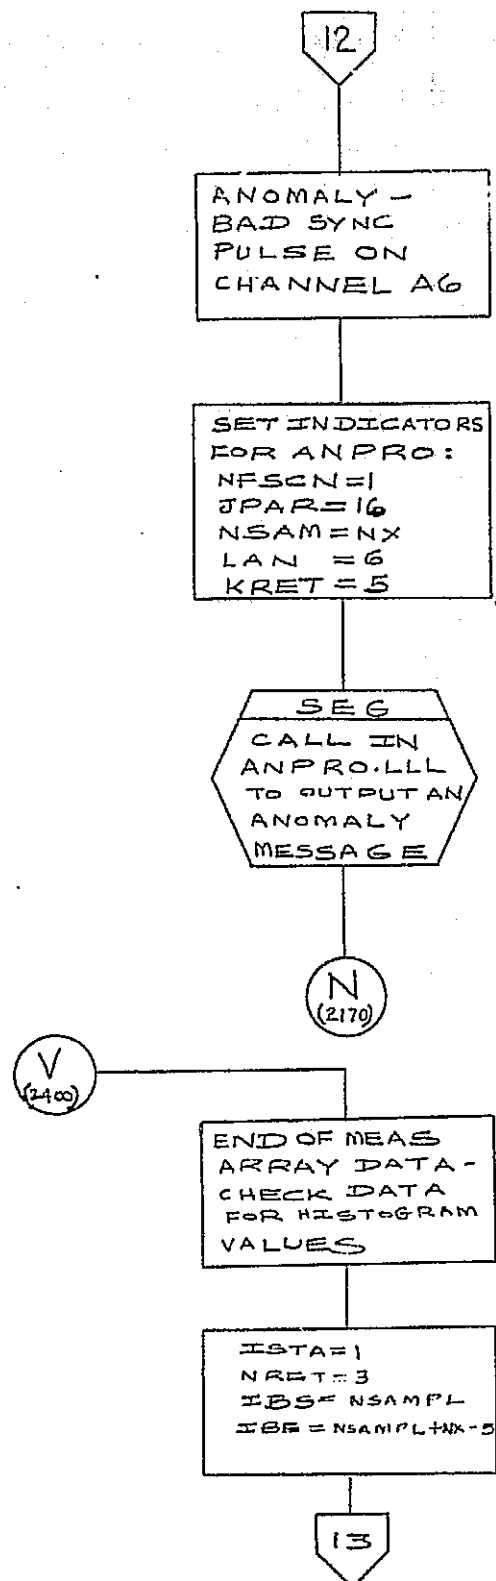 12
ANOMALY -
BAD SYNC
PULSE ON
CHANNEL A6
SET INDICATORS
FOR ANPRO:
NFSCN=1
JPAR=16
NSAM=NX
LAN =6
KRET=5
SEG
CALL IN
ANPRO.LLL
TO OUTPUT AN
ANOMALY
MESSAGE
N
(2170)
V
(2400)
END OF MEAS
ARRAY DATA-
CHECK DATA
FOR HISTOGRAM
VALUES
ISTA=1
NRET=3
IBS=NSAMPL
IBE=NSAMPL+NX-5
13